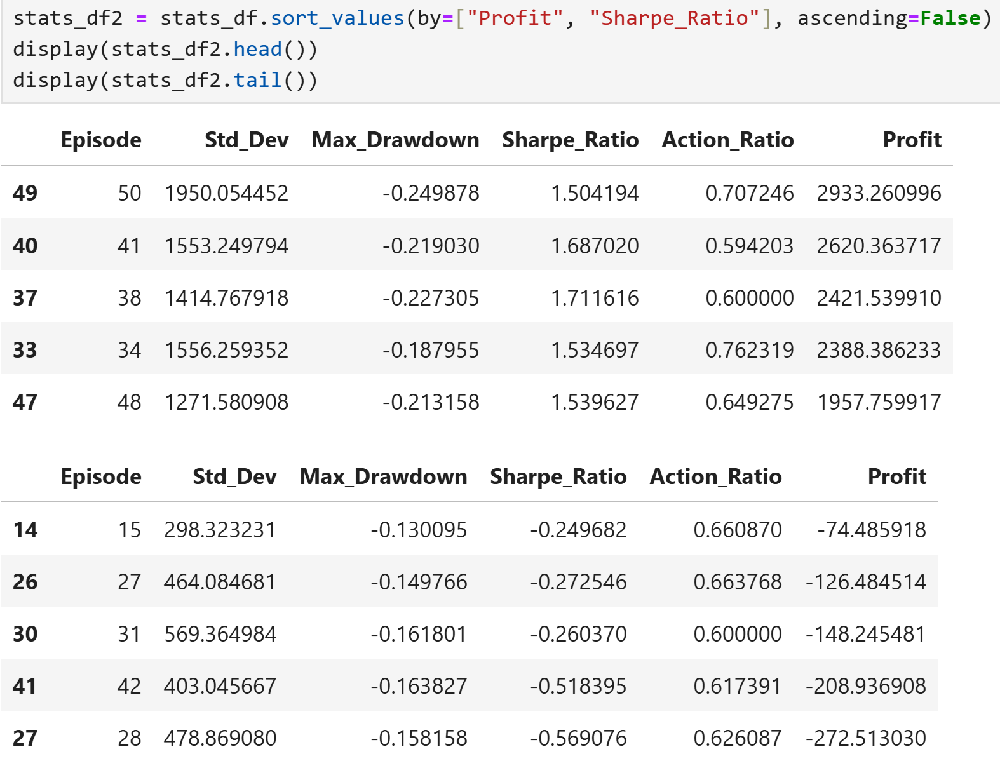 stats_df2 = stats_df.sort_values(by=["Profit", "Sharpe_Ratio"], ascending=False)
display(stats_df2.head())
display(stats_df2.tail())
Episode Std_Dev Max_Drawdown Sharpe_Ratio Action_Ratio Profit
49 50 1950.054452 -0.249878 1.504194 0.707246 2933.260996
40 41 1553.249794 -0.219030 1.687020 0.594203 2620.363717
37 38 1414.767918 -0.227305 1.711616 0.600000 2421.539910
33 34 1556.259352 -0.187955 1.534697 0.762319 2388.386233
47 48 1271.580908 -0.213158 1.539627 0.649275 1957.759917
Episode Std_Dev Max_Drawdown Sharpe_Ratio Action_Ratio Profit
14 15 298.323231 -0.130095 -0.249682 0.660870 -74.485918
26 27 464.084681 -0.149766 -0.272546 0.663768 -126.484514
30 31 569.364984 -0.161801 -0.260370 0.600000 -148.245481
41 42 403.045667 -0.163827 -0.518395 0.617391 -208.936908
27 28 478.869080 -0.158158 -0.569076 0.626087 -272.513030